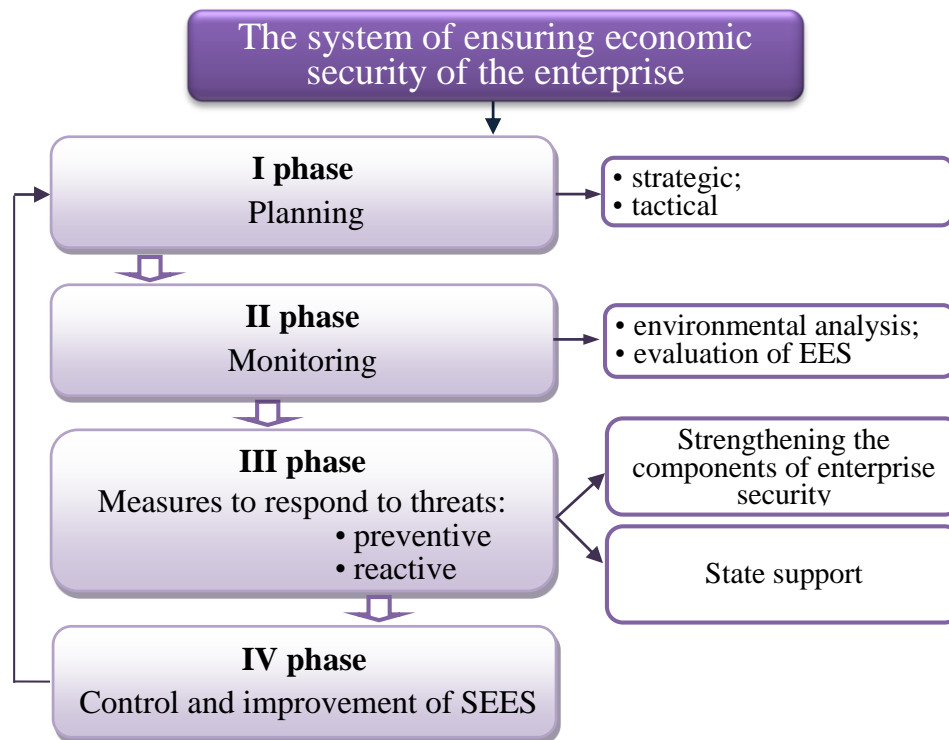 The system of ensuring economic
security of the enterprise
I phase
Planning
• strategic;
• tactical
II phase
Monitoring
• environmental analysis;
• evaluation of EES
III phase
Measures to respond to threats:
• preventive
• reactive
Strengthening the
components of enterprise
security
State support
IV phase
Control and improvement of SEES